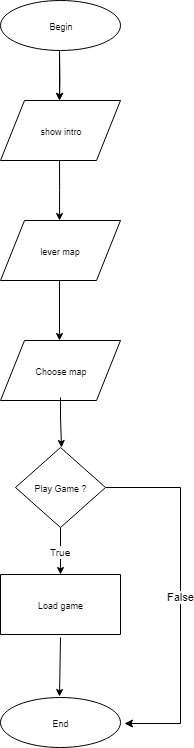 Begin
show intro
lever map
Choose map
Play Game ?
True
False
Load game
End